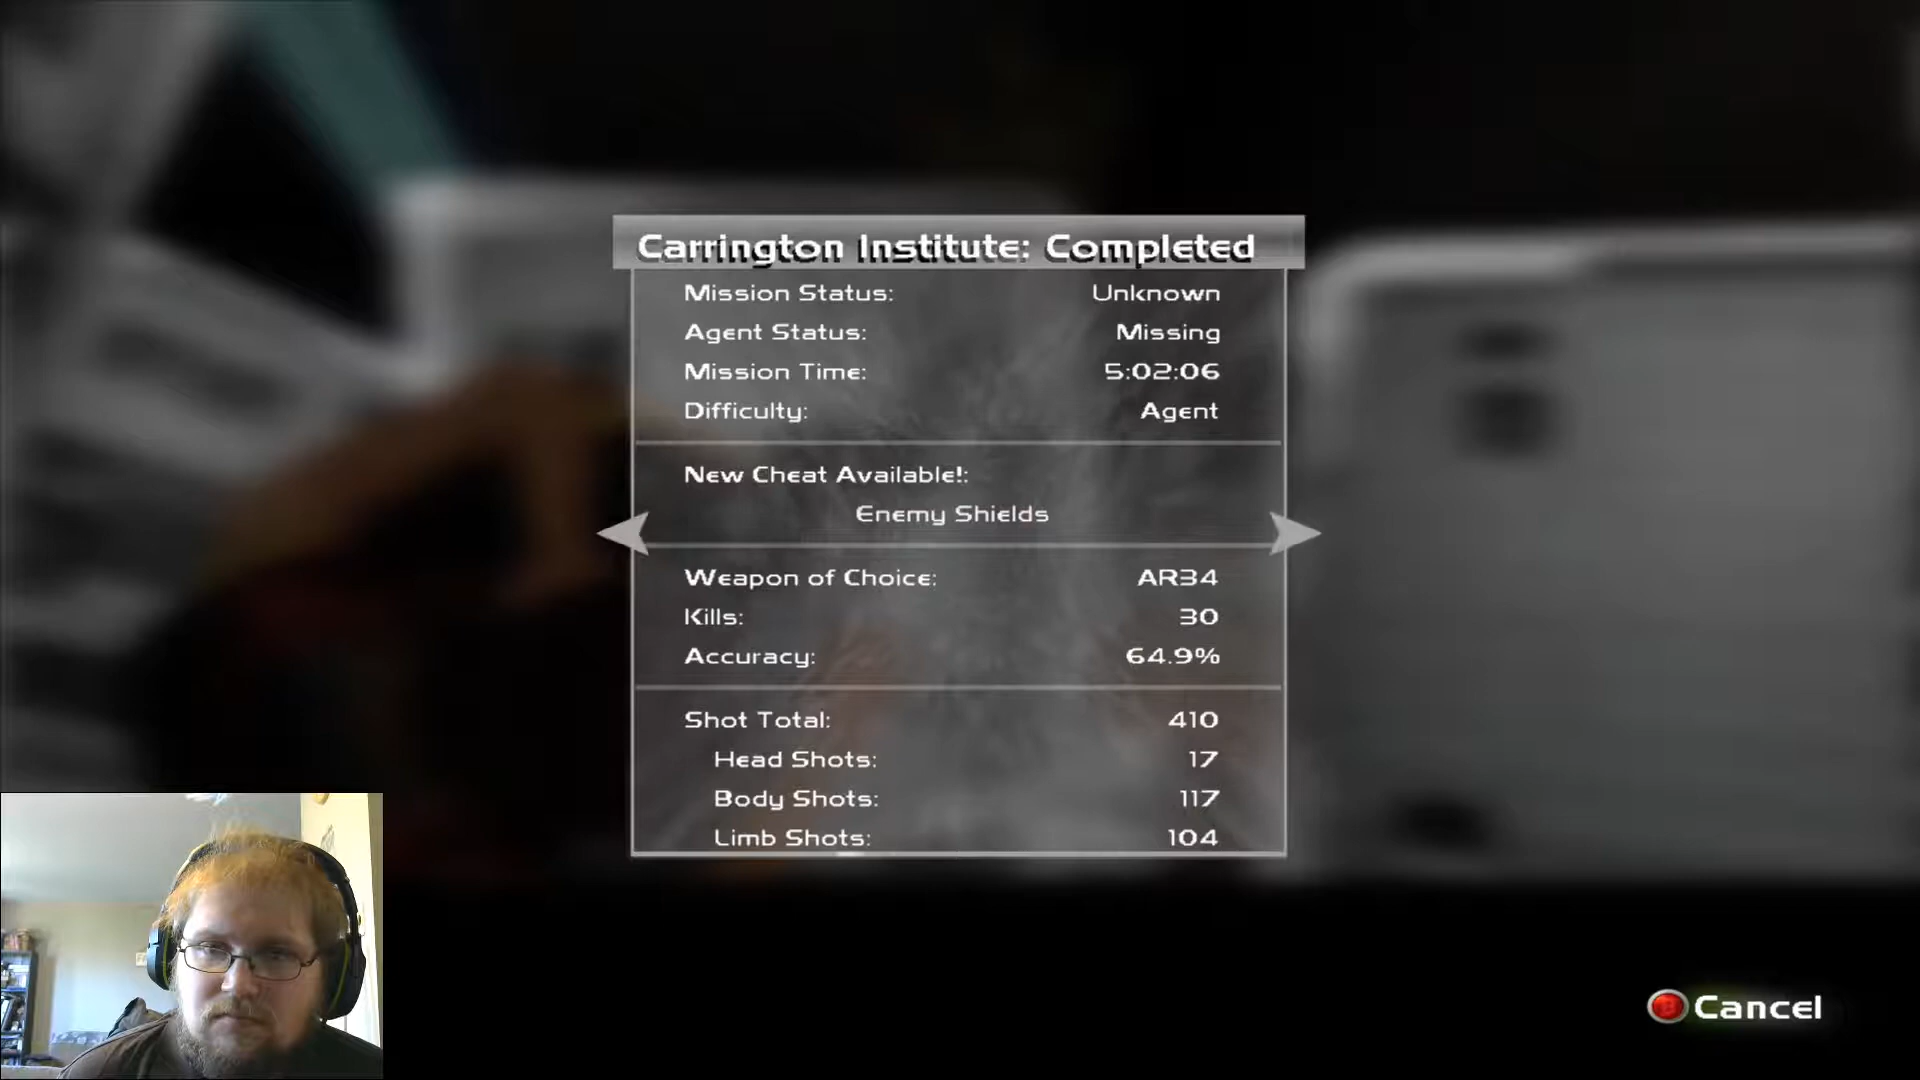 Carrington Institute: Completed
Mission Status: Unknown
Agent Status: Missing
Mission Time: 5:02:06
Difficulty: Agent
New Cheat Available!:
Enemy Shields
Weapon of Choice: AR34
Kills: 30
Accuracy: 64.9%
Shot Total: 410
Head Shots: 17
Body Shots: 117
Limb Shots: 104
B Cancel